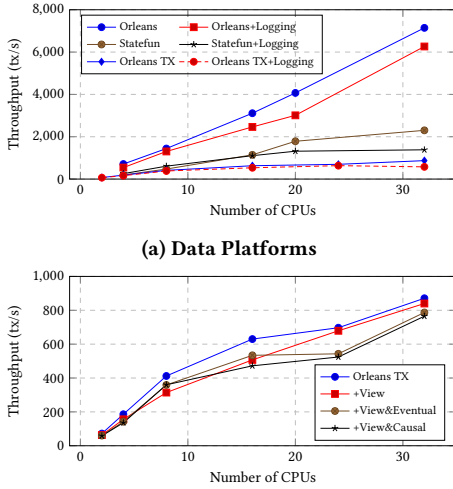 8,000
6,000
4,000
2,000
0
Throughput (tx/s)
Orleans
Orleans+Logging
Statefun
Statefun+Logging
Orleans TX
Orleans TX+Logging
0 10 20 30
Number of CPUs
(a) Data Platforms
1,000
800
600
400
200
0
Throughput (tx/s)
Orleans TX
+View
+View&Eventual
+View&Causal
0 10 20 30
Number of CPUs